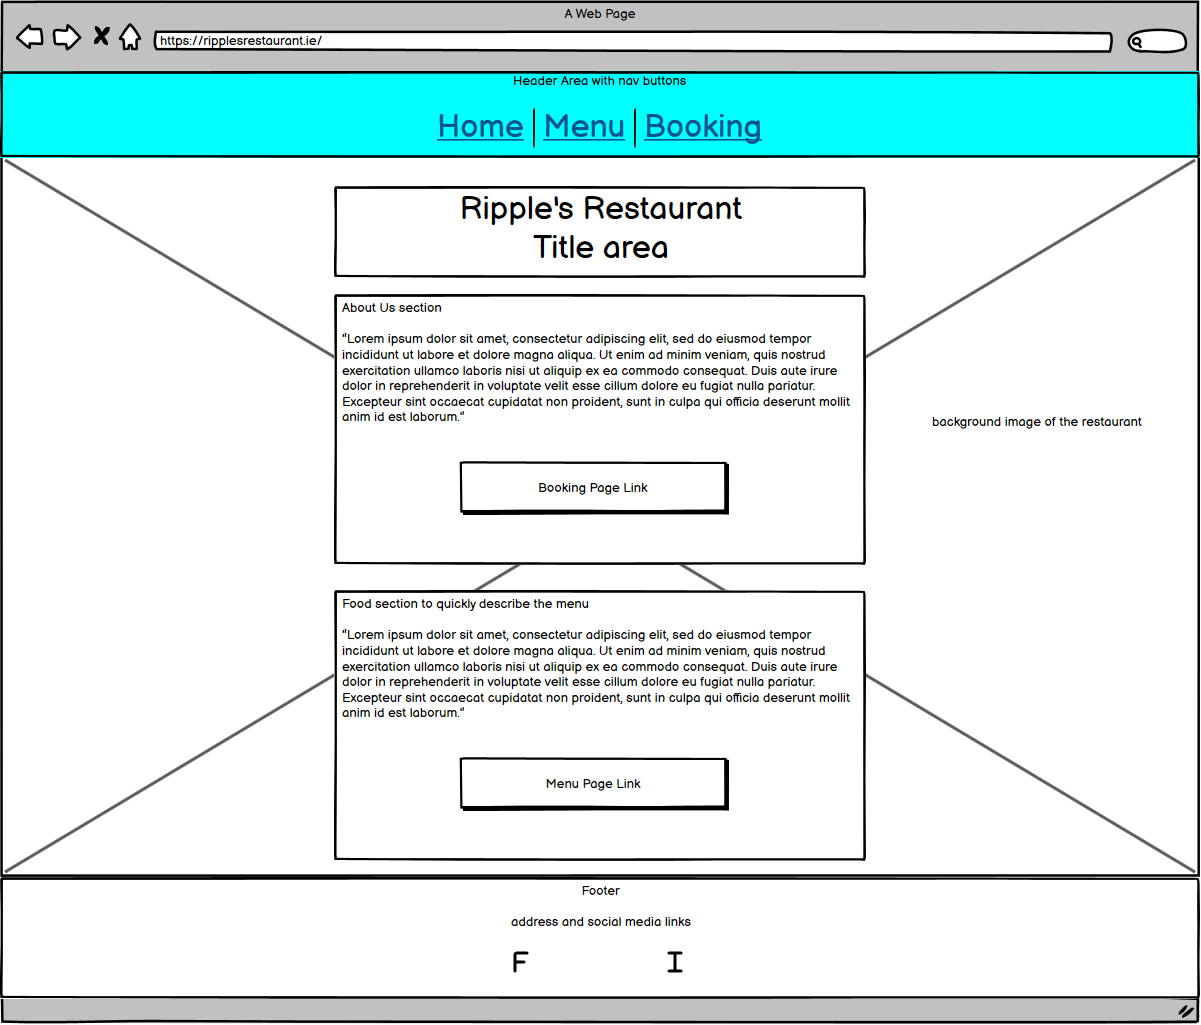 A Web Page
https://ripplesrestaurant.ie/
Header Area with nav buttons
Home | Menu | Booking
Ripple's Restaurant
Title area
About Us section
"Lorem ipsum dolor sit amet, consectetur adipiscing elit, sed do eiusmod tempor
incididunt ut labore et dolore magna aliqua. Ut enim ad minim veniam, quis nostrud
exercitation ullamco laboris nisi ut aliquip ex ea commodo consequat. Duis aute irure
dolor in reprehenderit in voluptate velit esse cillum dolore eu fugiat nulla pariatur.
Excepteur sint occaecat cupidatat non proident, sunt in culpa qui officia deserunt mollit
anim id est laborum."
background image of the restaurant
Booking Page Link
Food section to quickly describe the menu
"Lorem ipsum dolor sit amet, consectetur adipiscing elit, sed do eiusmod tempor
incididunt ut labore et dolore magna aliqua. Ut enim ad minim veniam, quis nostrud
exercitation ullamco laboris nisi ut aliquip ex ea commodo consequat. Duis aute irure
dolor in reprehenderit in voluptate velit esse cillum dolore eu fugiat nulla pariatur.
Excepteur sint occaecat cupidatat non proident, sunt in culpa qui officia deserunt mollit
anim id est laborum."
Menu Page Link
Footer
address and social media links
F I